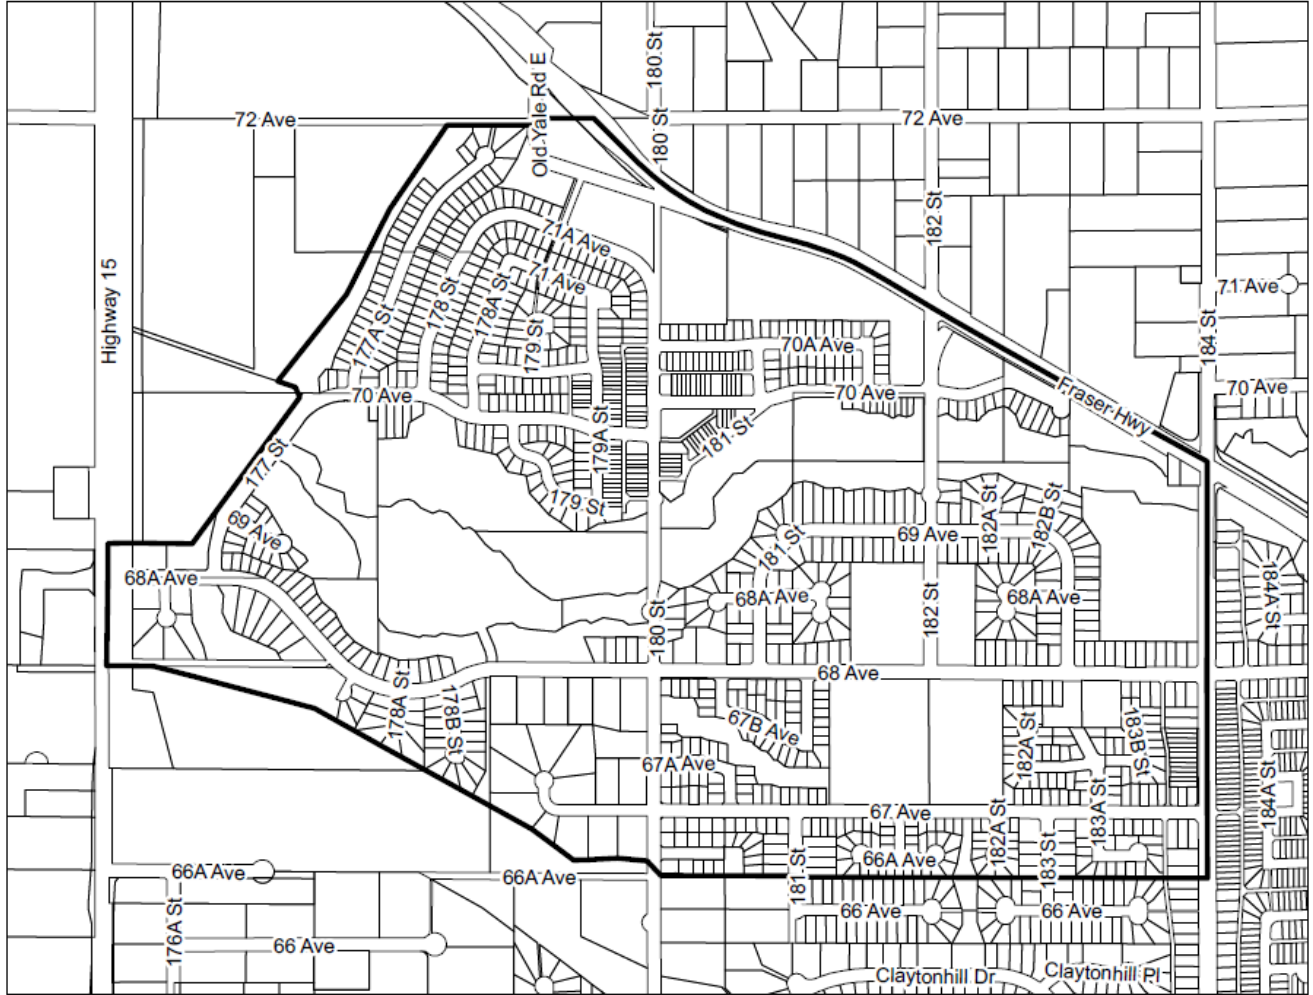 180 St
Old Yale Rd E
72 Ave
180 St
72 Ave
182 St
71A Ave
71 Ave
71 Ave
Highway 15
178 St
178A St
177A St
179 St
184 St
70A Ave
70 Ave
70 Ave
70 Ave
Fraser Hwy
181 St
179A St
177 St
179 St
182A St
182B St
69 Ave
69 Ave
181 St
68A Ave
68A Ave
68A Ave
184A St
180 St
182 St
68 Ave
178A St
178B St
67B Ave
182A St
183B St
67A Ave
184A St
67 Ave
183A St
182A St
66A Ave
183 St
181 St
66A Ave
66A Ave
176A St
66 Ave
66 Ave
66 Ave
Claytonhill Dr
Claytonhill Pl